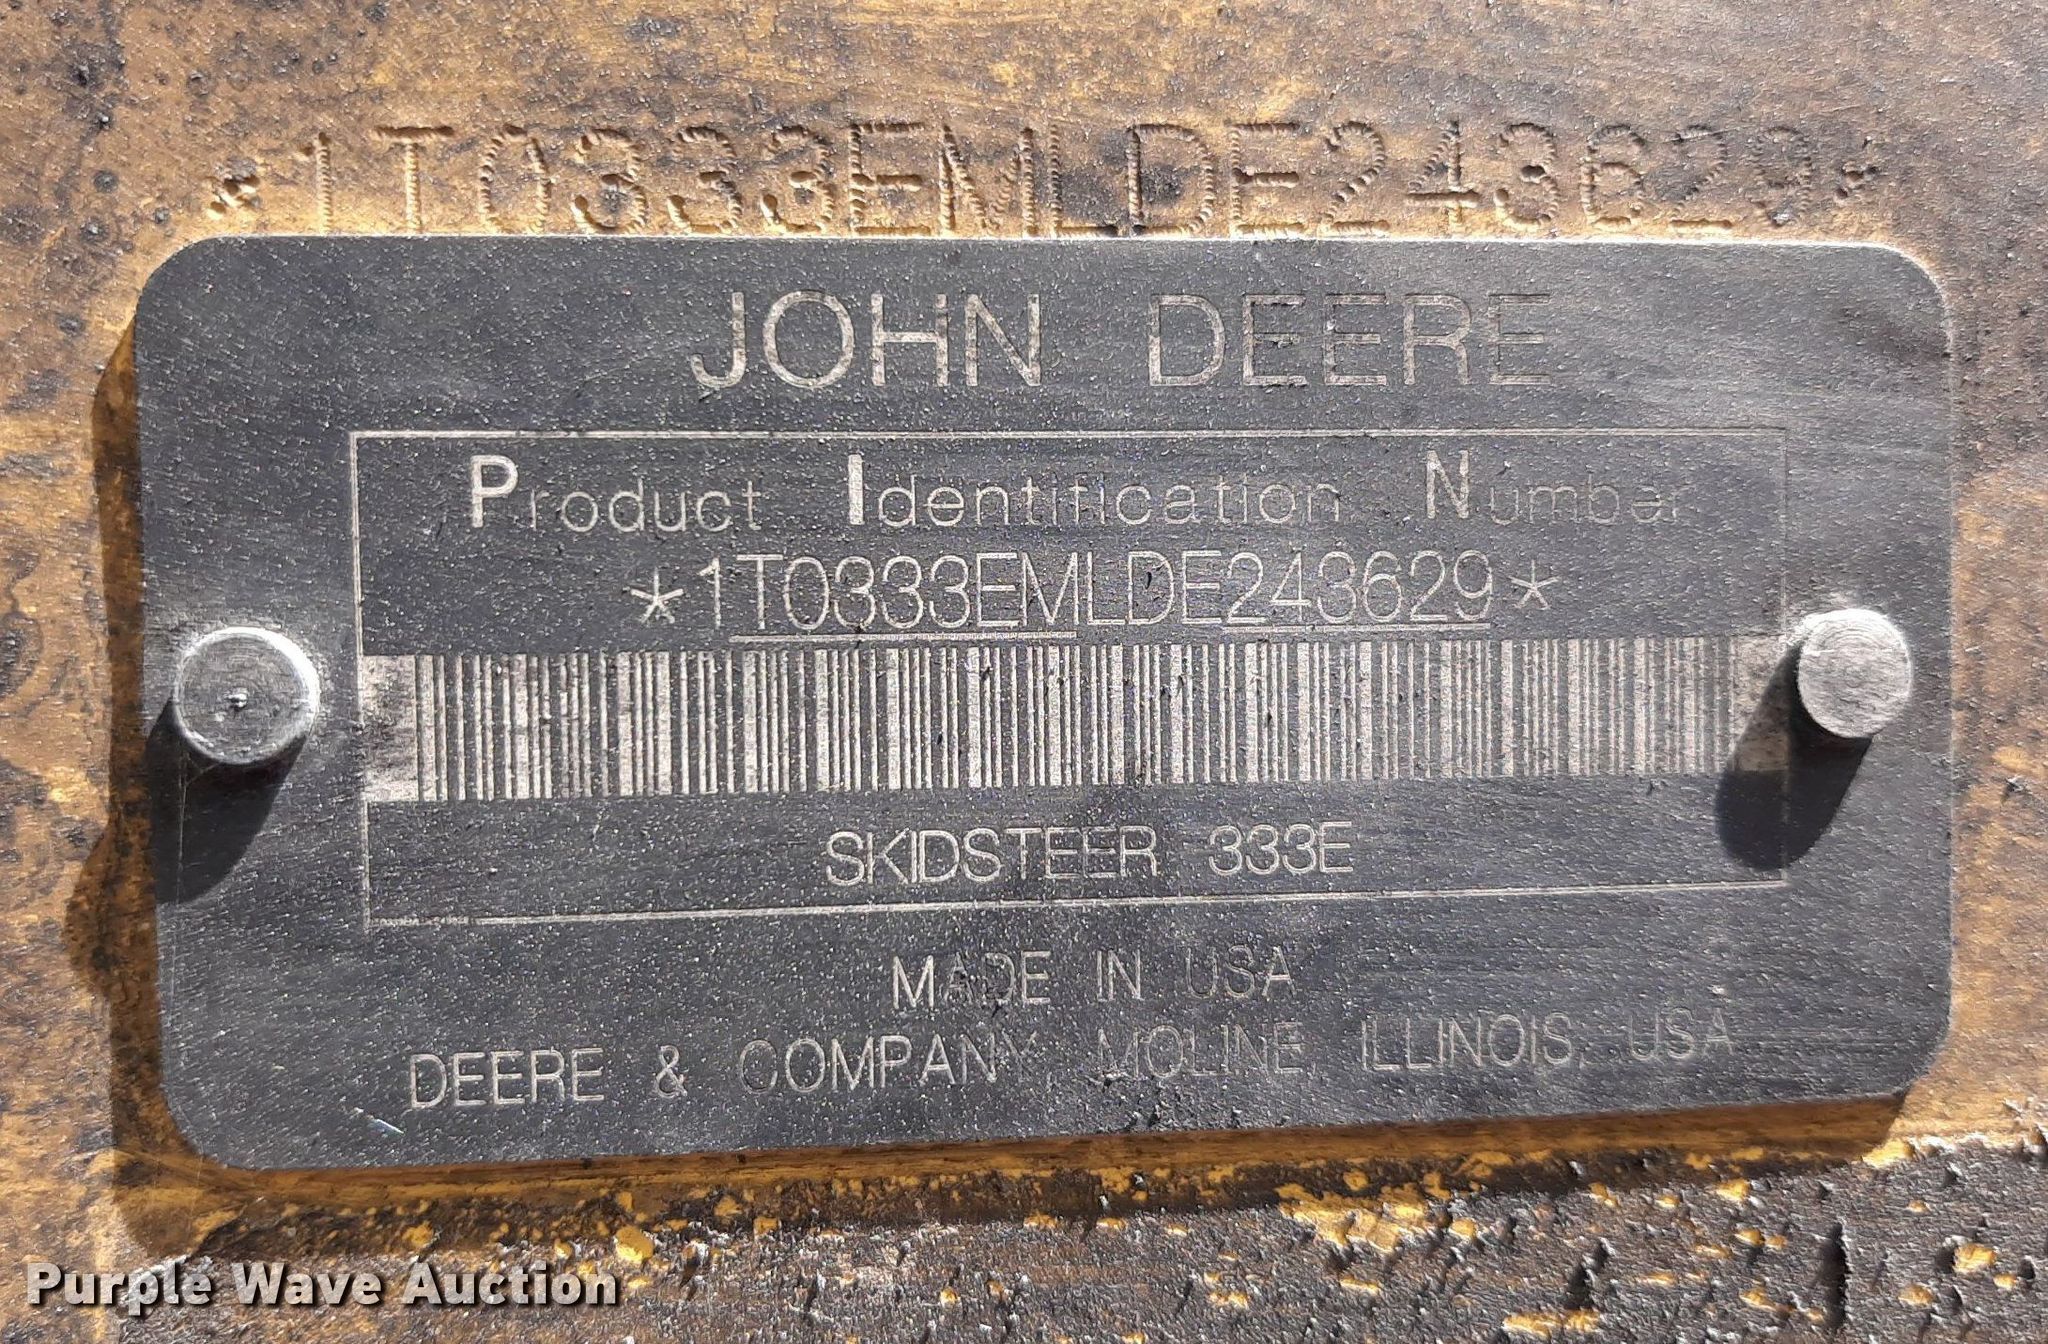 *1T0333EMLDE243629*
JOHN DEERE
Product Identification Number
*1T0333EMLDE243629*
SKIDSTEER 333E
MADE IN USA
DEERE & COMPANY, MOLINE, ILLINOIS, USA
Purple Wave Auction